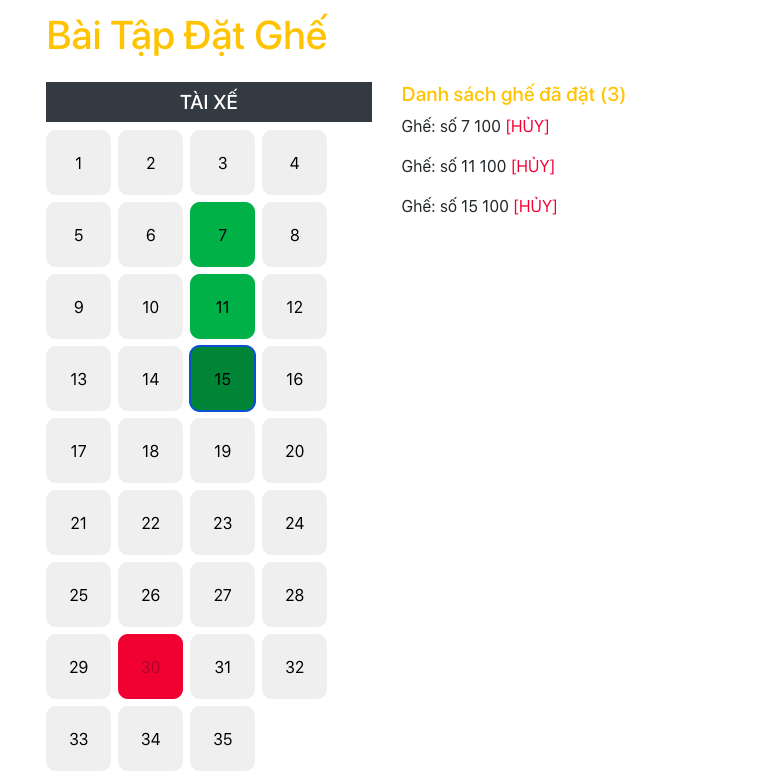 Bài Tập Đặt Ghế
TÀI XẾ
1 2 3 4
5 6 7 8
9 10 11 12
13 14 15 16
17 18 19 20
21 22 23 24
25 26 27 28
29 30 31 32
33 34 35
Danh sách ghế đã đặt (3)
Ghế: số 7 100 [HỦY]
Ghế: số 11 100 [HỦY]
Ghế: số 15 100 [HỦY]